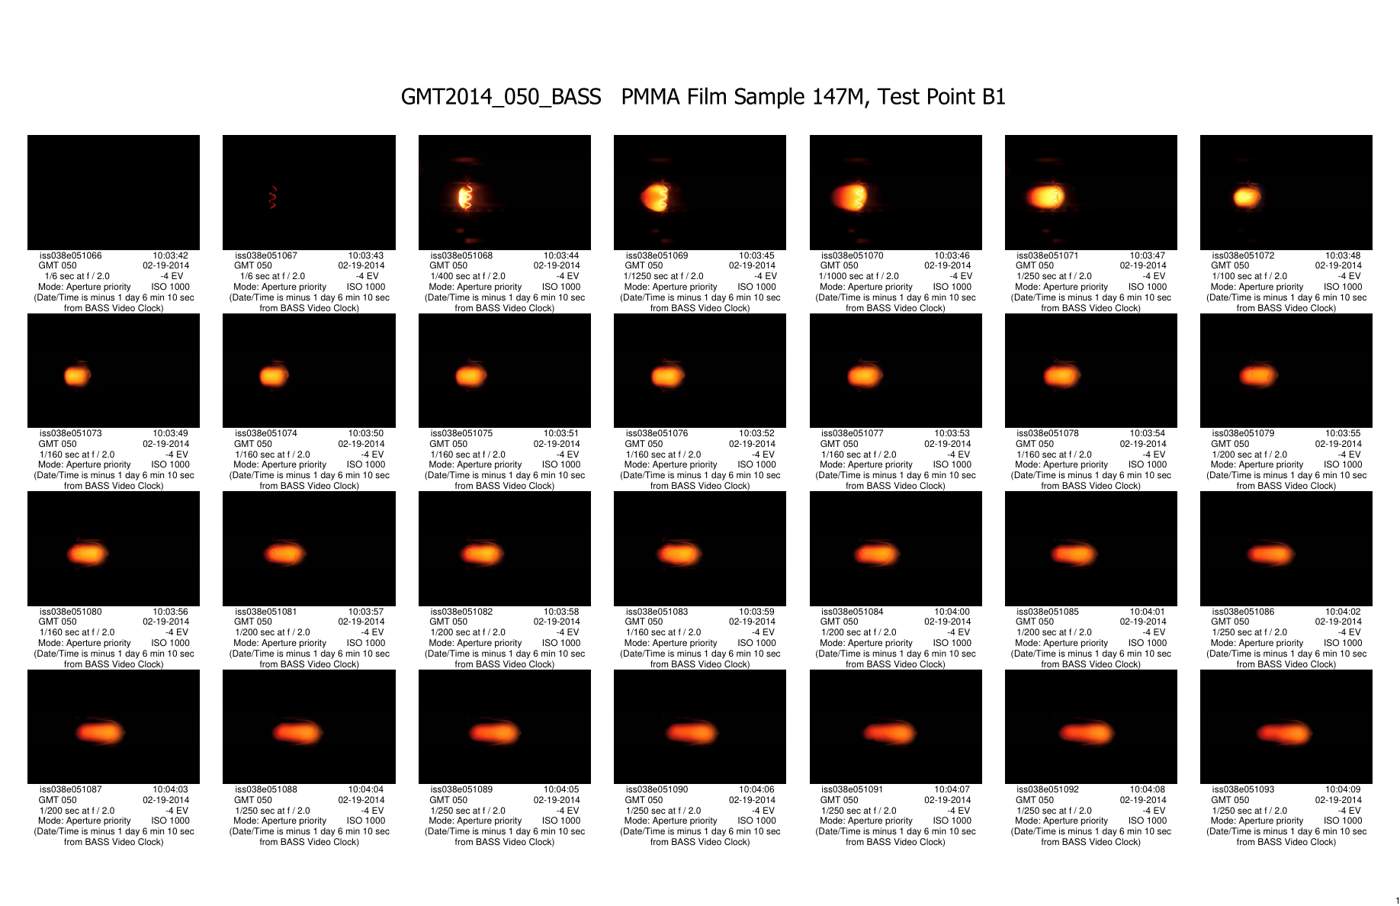 GMT2014_050_BASS   PMMA Film Sample 147M, Test Point B1
iss038e051066 10:03:42
GMT 050 02-19-2014
1/6 sec at f / 2.0 -4 EV
Mode: Aperture priority ISO 1000
(Date/Time is minus 1 day 6 min 10 sec
from BASS Video Clock)
iss038e051067 10:03:43
GMT 050 02-19-2014
1/6 sec at f / 2.0 -4 EV
Mode: Aperture priority ISO 1000
(Date/Time is minus 1 day 6 min 10 sec
from BASS Video Clock)
iss038e051068 10:03:44
GMT 050 02-19-2014
1/400 sec at f / 2.0 -4 EV
Mode: Aperture priority ISO 1000
(Date/Time is minus 1 day 6 min 10 sec
from BASS Video Clock)
iss038e051069 10:03:45
GMT 050 02-19-2014
1/1250 sec at f / 2.0 -4 EV
Mode: Aperture priority ISO 1000
(Date/Time is minus 1 day 6 min 10 sec
from BASS Video Clock)
iss038e051070 10:03:46
GMT 050 02-19-2014
1/1000 sec at f / 2.0 -4 EV
Mode: Aperture priority ISO 1000
(Date/Time is minus 1 day 6 min 10 sec
from BASS Video Clock)
iss038e051071 10:03:47
GMT 050 02-19-2014
1/250 sec at f / 2.0 -4 EV
Mode: Aperture priority ISO 1000
(Date/Time is minus 1 day 6 min 10 sec
from BASS Video Clock)
iss038e051072 10:03:48
GMT 050 02-19-2014
1/100 sec at f / 2.0 -4 EV
Mode: Aperture priority ISO 1000
(Date/Time is minus 1 day 6 min 10 sec
from BASS Video Clock)
iss038e051073 10:03:49
GMT 050 02-19-2014
1/160 sec at f / 2.0 -4 EV
Mode: Aperture priority ISO 1000
(Date/Time is minus 1 day 6 min 10 sec
from BASS Video Clock)
iss038e051074 10:03:50
GMT 050 02-19-2014
1/160 sec at f / 2.0 -4 EV
Mode: Aperture priority ISO 1000
(Date/Time is minus 1 day 6 min 10 sec
from BASS Video Clock)
iss038e051075 10:03:51
GMT 050 02-19-2014
1/160 sec at f / 2.0 -4 EV
Mode: Aperture priority ISO 1000
(Date/Time is minus 1 day 6 min 10 sec
from BASS Video Clock)
iss038e051076 10:03:52
GMT 050 02-19-2014
1/160 sec at f / 2.0 -4 EV
Mode: Aperture priority ISO 1000
(Date/Time is minus 1 day 6 min 10 sec
from BASS Video Clock)
iss038e051077 10:03:53
GMT 050 02-19-2014
1/160 sec at f / 2.0 -4 EV
Mode: Aperture priority ISO 1000
(Date/Time is minus 1 day 6 min 10 sec
from BASS Video Clock)
iss038e051078 10:03:54
GMT 050 02-19-2014
1/160 sec at f / 2.0 -4 EV
Mode: Aperture priority ISO 1000
(Date/Time is minus 1 day 6 min 10 sec
from BASS Video Clock)
iss038e051079 10:03:55
GMT 050 02-19-2014
1/200 sec at f / 2.0 -4 EV
Mode: Aperture priority ISO 1000
(Date/Time is minus 1 day 6 min 10 sec
from BASS Video Clock)
iss038e051080 10:03:56
GMT 050 02-19-2014
1/160 sec at f / 2.0 -4 EV
Mode: Aperture priority ISO 1000
(Date/Time is minus 1 day 6 min 10 sec
from BASS Video Clock)
iss038e051081 10:03:57
GMT 050 02-19-2014
1/200 sec at f / 2.0 -4 EV
Mode: Aperture priority ISO 1000
(Date/Time is minus 1 day 6 min 10 sec
from BASS Video Clock)
iss038e051082 10:03:58
GMT 050 02-19-2014
1/200 sec at f / 2.0 -4 EV
Mode: Aperture priority ISO 1000
(Date/Time is minus 1 day 6 min 10 sec
from BASS Video Clock)
iss038e051083 10:03:59
GMT 050 02-19-2014
1/160 sec at f / 2.0 -4 EV
Mode: Aperture priority ISO 1000
(Date/Time is minus 1 day 6 min 10 sec
from BASS Video Clock)
iss038e051084 10:04:00
GMT 050 02-19-2014
1/200 sec at f / 2.0 -4 EV
Mode: Aperture priority ISO 1000
(Date/Time is minus 1 day 6 min 10 sec
from BASS Video Clock)
iss038e051085 10:04:01
GMT 050 02-19-2014
1/200 sec at f / 2.0 -4 EV
Mode: Aperture priority ISO 1000
(Date/Time is minus 1 day 6 min 10 sec
from BASS Video Clock)
iss038e051086 10:04:02
GMT 050 02-19-2014
1/250 sec at f / 2.0 -4 EV
Mode: Aperture priority ISO 1000
(Date/Time is minus 1 day 6 min 10 sec
from BASS Video Clock)
iss038e051087 10:04:03
GMT 050 02-19-2014
1/200 sec at f / 2.0 -4 EV
Mode: Aperture priority ISO 1000
(Date/Time is minus 1 day 6 min 10 sec
from BASS Video Clock)
iss038e051088 10:04:04
GMT 050 02-19-2014
1/250 sec at f / 2.0 -4 EV
Mode: Aperture priority ISO 1000
(Date/Time is minus 1 day 6 min 10 sec
from BASS Video Clock)
iss038e051089 10:04:05
GMT 050 02-19-2014
1/250 sec at f / 2.0 -4 EV
Mode: Aperture priority ISO 1000
(Date/Time is minus 1 day 6 min 10 sec
from BASS Video Clock)
iss038e051090 10:04:06
GMT 050 02-19-2014
1/250 sec at f / 2.0 -4 EV
Mode: Aperture priority ISO 1000
(Date/Time is minus 1 day 6 min 10 sec
from BASS Video Clock)
iss038e051091 10:04:07
GMT 050 02-19-2014
1/250 sec at f / 2.0 -4 EV
Mode: Aperture priority ISO 1000
(Date/Time is minus 1 day 6 min 10 sec
from BASS Video Clock)
iss038e051092 10:04:08
GMT 050 02-19-2014
1/250 sec at f / 2.0 -4 EV
Mode: Aperture priority ISO 1000
(Date/Time is minus 1 day 6 min 10 sec
from BASS Video Clock)
iss038e051093 10:04:09
GMT 050 02-19-2014
1/250 sec at f / 2.0 -4 EV
Mode: Aperture priority ISO 1000
(Date/Time is minus 1 day 6 min 10 sec
from BASS Video Clock)